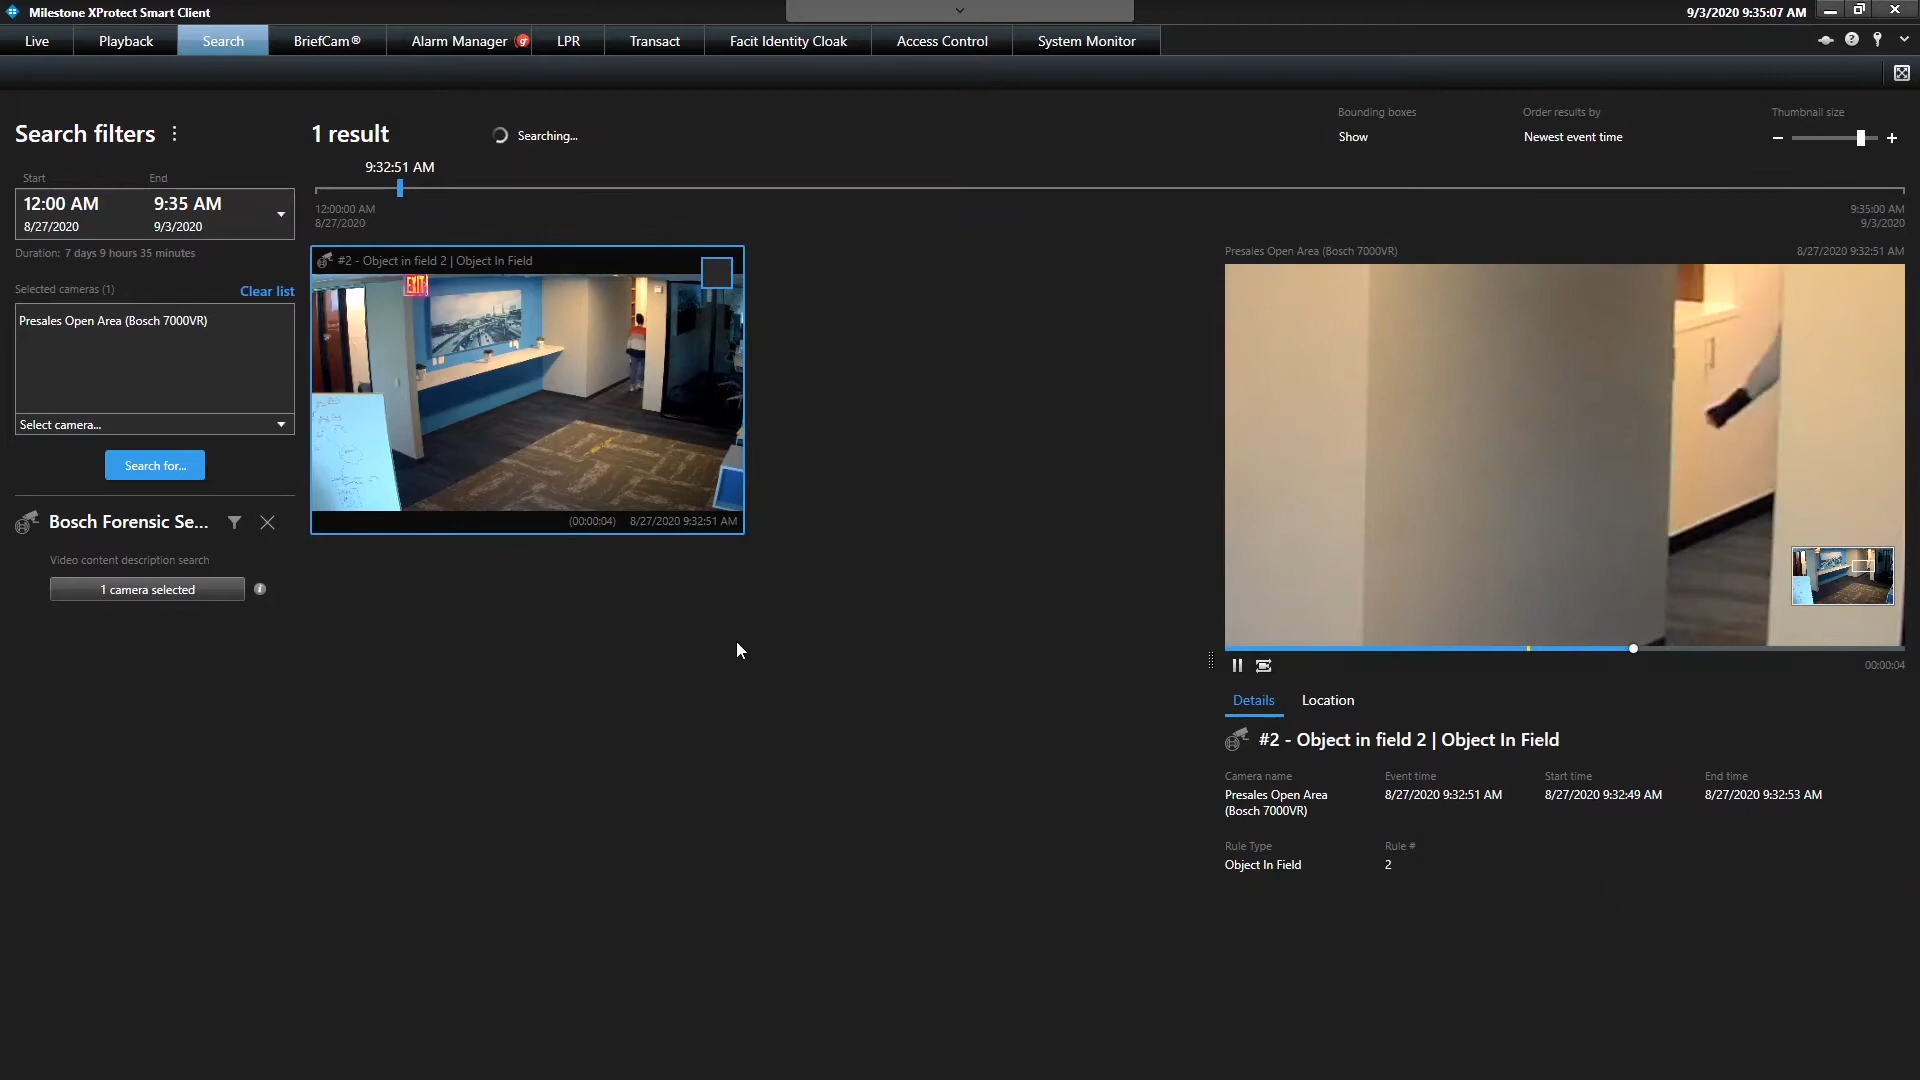 Milestone XProtect Smart Client
9/3/2020 9:35:07 AM
Live
Playback
Search
BriefCam®
Alarm Manager
LPR
Transact
Facit Identity Cloak
Access Control
System Monitor
Search filters
1 result
Searching...
Bounding boxes
Show
Order results by
Newest event time
Thumbnail size
9:32:51 AM
Start
End
12:00 AM
9:35 AM
8/27/2020
9/3/2020
Duration: 7 days 9 hours 35 minutes
12:00:00 AM
8/27/2020
9:35:00 AM
9/3/2020
Selected cameras (1)
Clear list
Presales Open Area (Bosch 7000VR)
Select camera...
Search for...
Bosch Forensic Se...
Video content description search
1 camera selected
#2 - Object in field 2 | Object In Field
EXIT
(00:00:04) 8/27/2020 9:32:51 AM
Presales Open Area (Bosch 7000VR)
8/27/2020 9:32:51 AM
00:00:04
Details
Location
#2 - Object in field 2 | Object In Field
Camera name
Event time
Start time
End time
Presales Open Area
(Bosch 7000VR)
8/27/2020 9:32:51 AM
8/27/2020 9:32:49 AM
8/27/2020 9:32:53 AM
Rule Type
Rule #
Object In Field
2